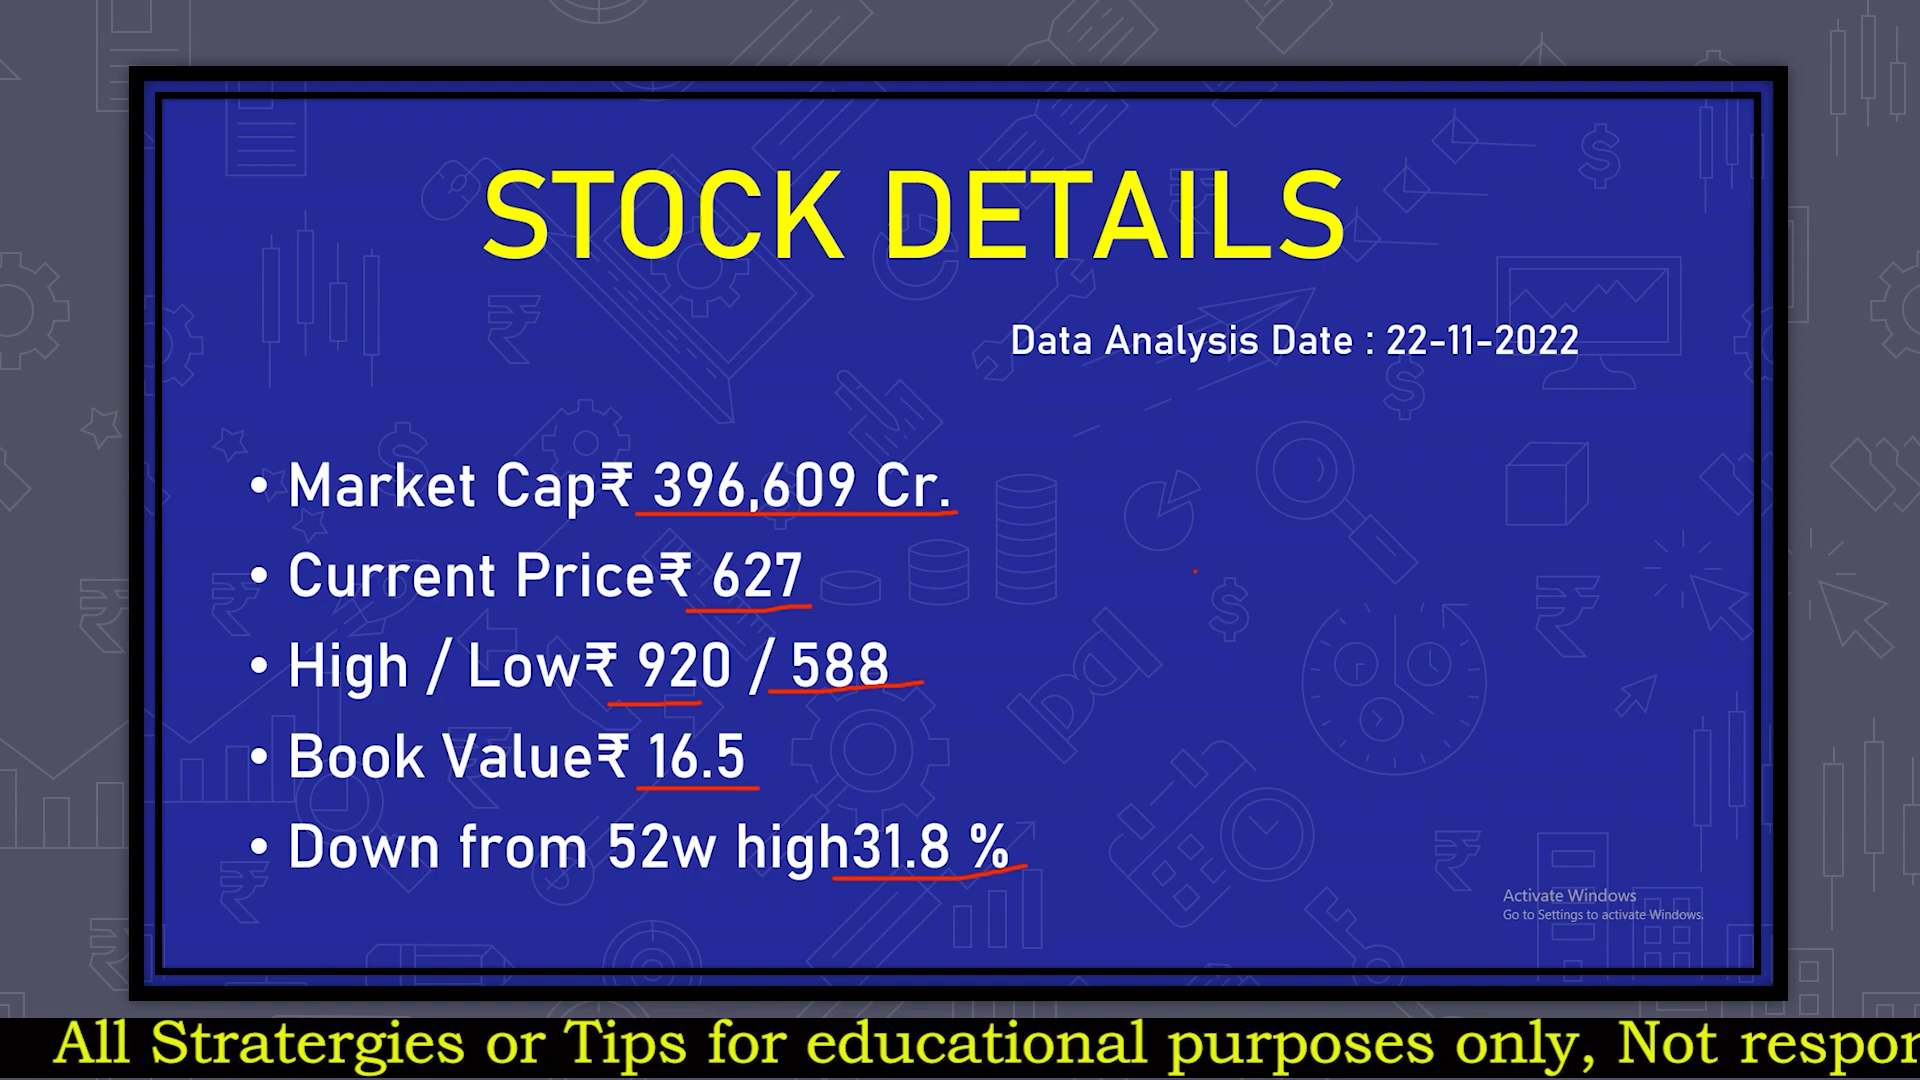 STOCK DETAILS
Data Analysis Date : 22-11-2022
• Market Cap₹ 396,609 Cr.
• Current Price₹ 627
• High / Low₹ 920 / 588
• Book Value₹ 16.5
• Down from 52w high31.8 %
Activate Windows
Go to Settings to activate Windows.
All Stratergies or Tips for educational purposes only, Not respon